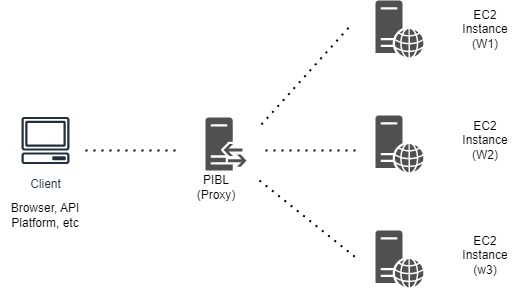 EC2
Instance
(W1)
EC2
Instance
(W2)
Client
Browser, API
Platform, etc
PIBL
(Proxy)
EC2
Instance
(w3)